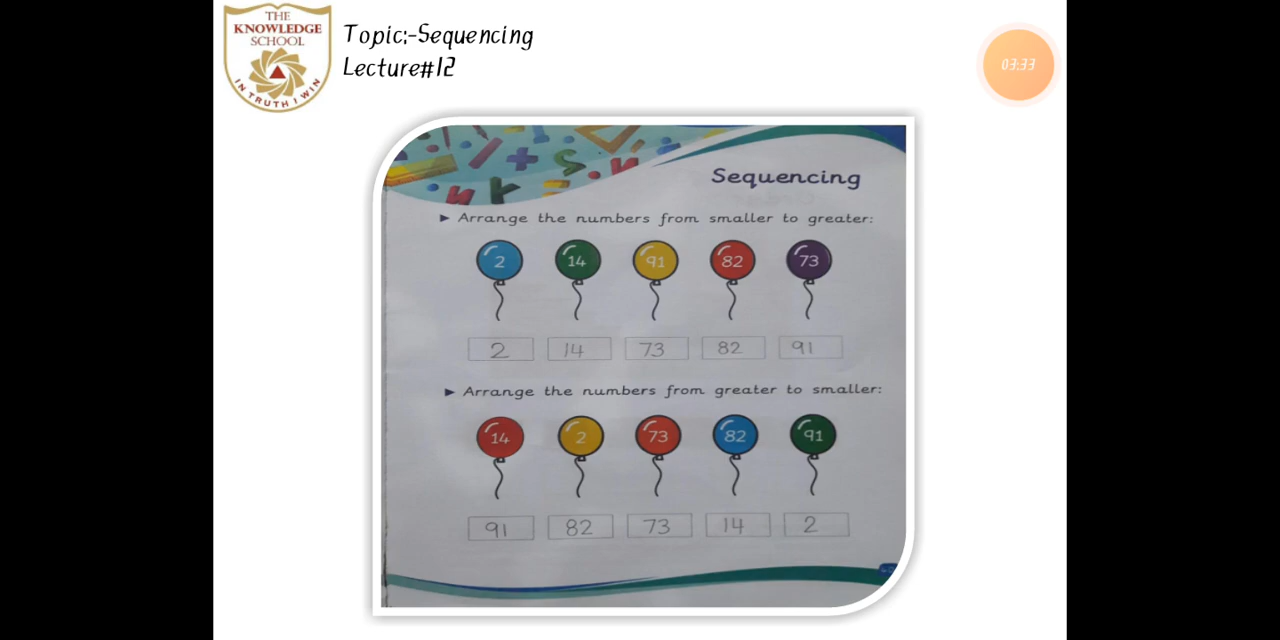 THE
KNOWLEDGE
SCHOOL
IN TRUTH I WIN
Topic:-Sequencing
Lecture#12
03:33
Sequencing
► Arrange the numbers from smaller to greater:
2 14 91 82 73
2 14 73 82 91
► Arrange the numbers from greater to smaller:
14 2 73 82 91
91 82 73 14 2